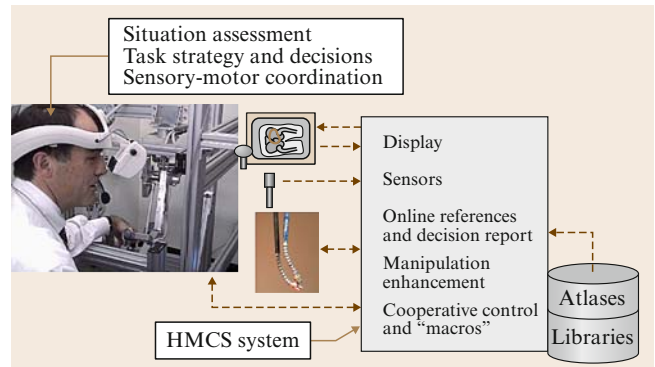 Situation assessment
Task strategy and decisions
Sensory-motor coordination
Display
Sensors
Online references
and decision report
Manipulation
enhancement
Cooperative control
and “macros”
HMCS system
Atlases
Libraries